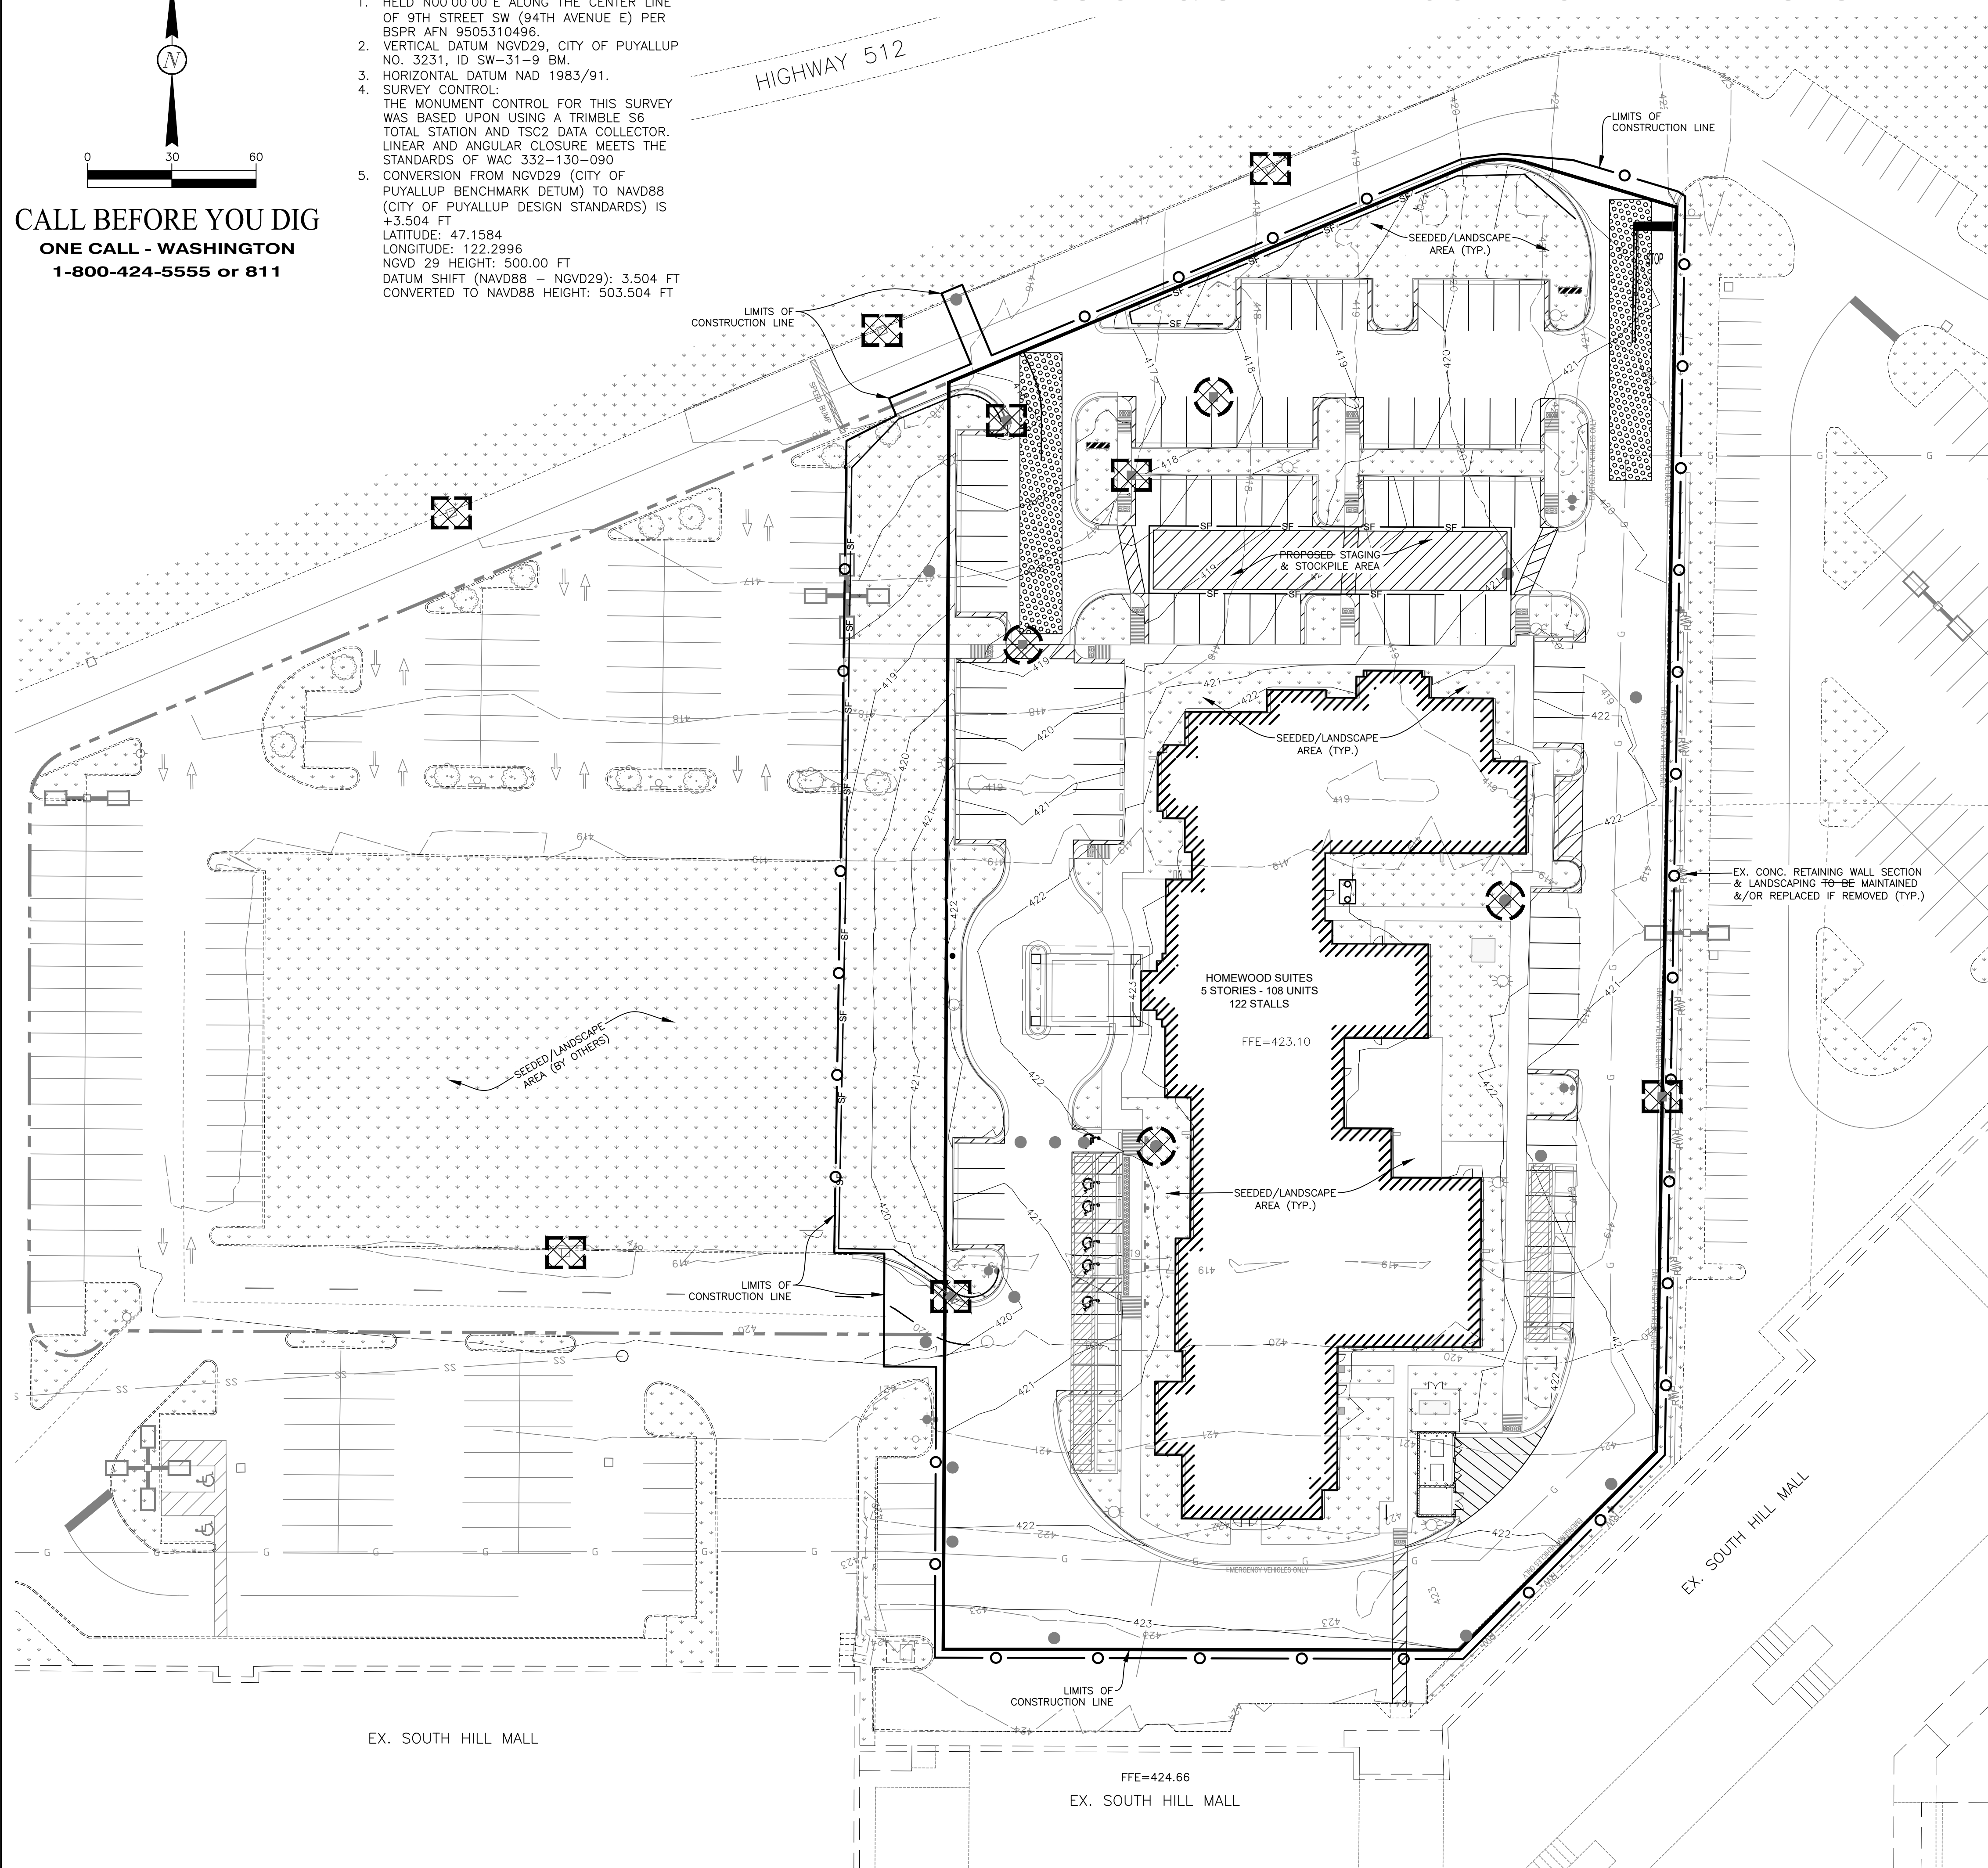 1. HELD N00°00'00"E ALONG THE CENTER LINE
OF 9TH STREET SW (94TH AVENUE E) PER
BSPR AFN 9505310496.
2. VERTICAL DATUM NGVD29, CITY OF PUYALLUP
NO. 3231, ID SW-31-9 BM.
3. HORIZONTAL DATUM NAD 1983/91.
4. SURVEY CONTROL:
THE MONUMENT CONTROL FOR THIS SURVEY
WAS BASED UPON USING A TRIMBLE S6
TOTAL STATION AND TSC2 DATA COLLECTOR.
LINEAR AND ANGULAR CLOSURE MEETS THE
STANDARDS OF WAC 332-130-090
5. CONVERSION FROM NGVD29 (CITY OF
PUYALLUP BENCHMARK DETUM) TO NAVD88
(CITY OF PUYALLUP DESIGN STANDARDS) IS
+3.504 FT
LATITUDE: 47.1584
LONGITUDE: 122.2996
NGVD 29 HEIGHT: 500.00 FT
DATUM SHIFT (NAVD88 - NGVD29): 3.504 FT
CONVERTED TO NAVD88 HEIGHT: 503.504 FT
N
0 30 60
CALL BEFORE YOU DIG
ONE CALL - WASHINGTON
1-800-424-5555 or 811
HIGHWAY 512
LIMITS OF
CONSTRUCTION LINE
SEEDED/LANDSCAPE
AREA (TYP.)
STOP
LIMITS OF
CONSTRUCTION LINE
SPEED BUMP
PROPOSED STAGING
& STOCKPILE AREA
SEEDED/LANDSCAPE
AREA (TYP.)
EX. CONC. RETAINING WALL SECTION
& LANDSCAPING TO BE MAINTAINED
&/OR REPLACED IF REMOVED (TYP.)
HOMEWOOD SUITES
5 STORIES - 108 UNITS
122 STALLS
FFE=423.10
SEEDED/LANDSCAPE
AREA (BY OTHERS)
SEEDED/LANDSCAPE
AREA (TYP.)
LIMITS OF
CONSTRUCTION LINE
EMERGENCY VEHICLES ONLY
EX. SOUTH HILL MALL
LIMITS OF
CONSTRUCTION LINE
EX. SOUTH HILL MALL
FFE=424.66
EX. SOUTH HILL MALL